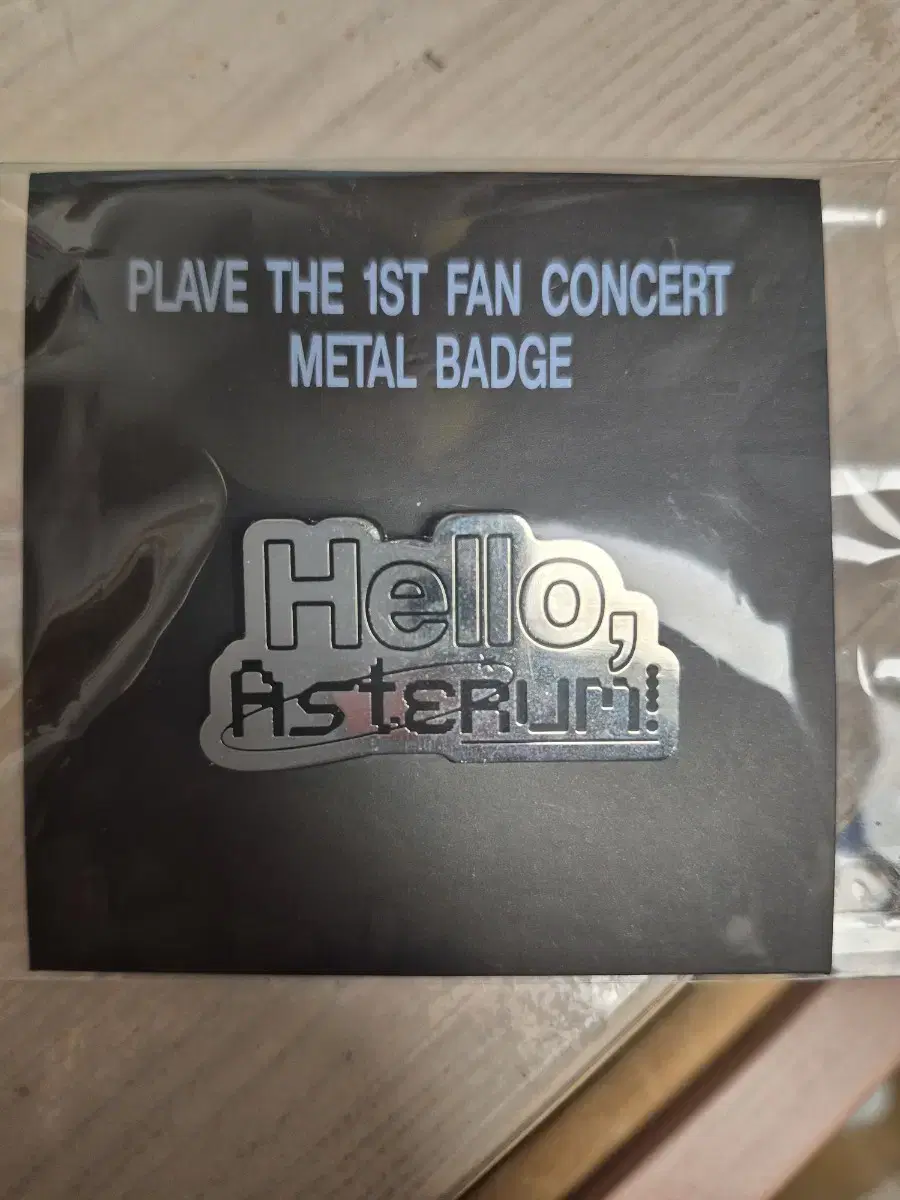 PLAVE THE 1ST FAN CONCERT
METAL BADGE
Hello,
Asterum!